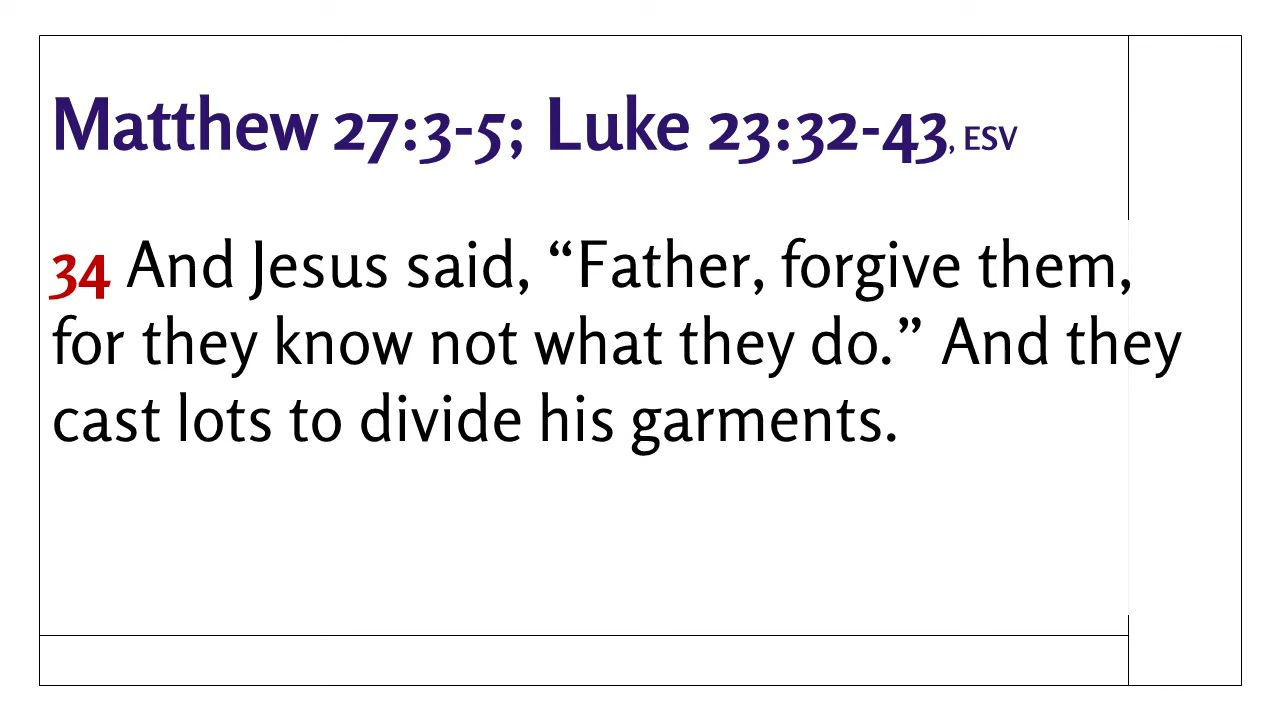 Matthew 27:3-5; Luke 23:32-43, ESV
34 And Jesus said, “Father, forgive them,
for they know not what they do.” And they
cast lots to divide his garments.